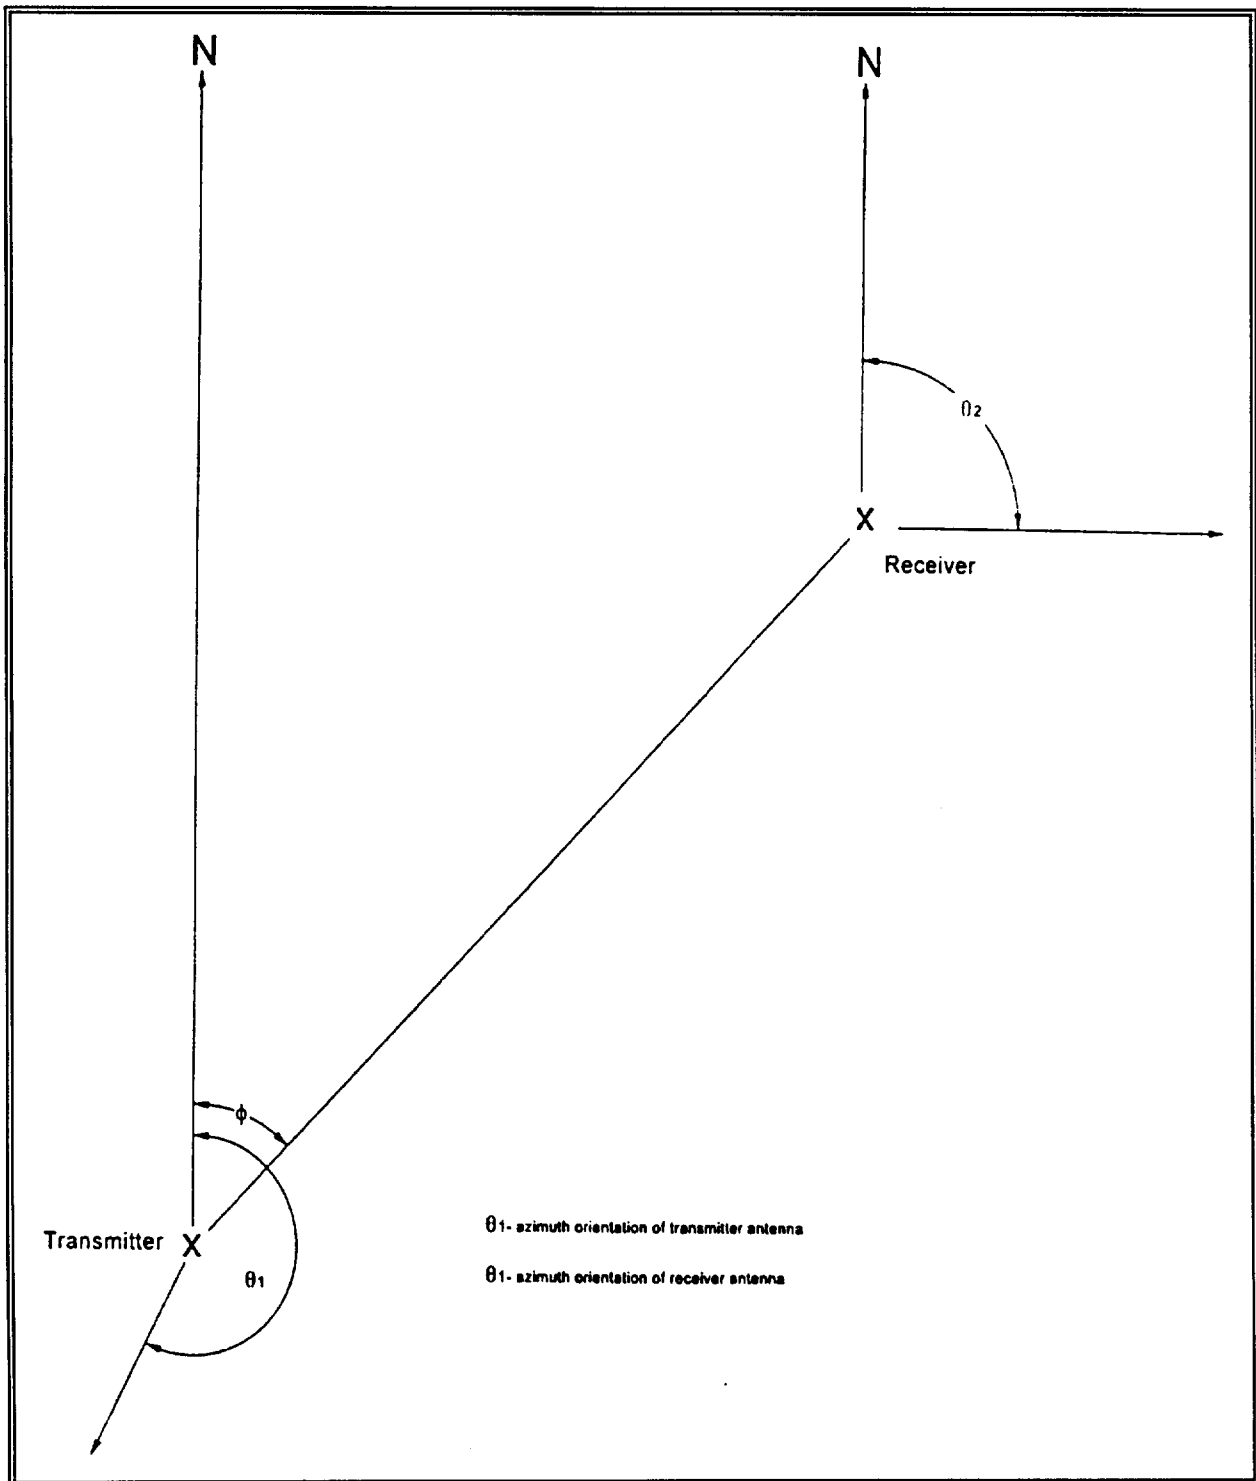 N
N
θ2
X
Receiver
ϕ
Transmitter X
θ1
θ1- azimuth orientation of transmitter antenna
θ1- azimuth orientation of receiver antenna